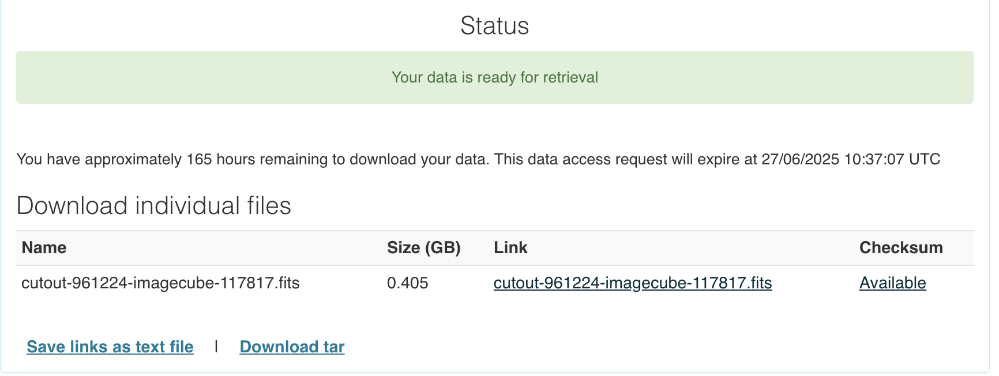 Status
Your data is ready for retrieval
You have approximately 165 hours remaining to download your data. This data access request will expire at 27/06/2025 10:37:07 UTC
Download individual files
Name Size (GB) Link Checksum
cutout-961224-imagecube-117817.fits 0.405 cutout-961224-imagecube-117817.fits Available
Save links as text file | Download tar